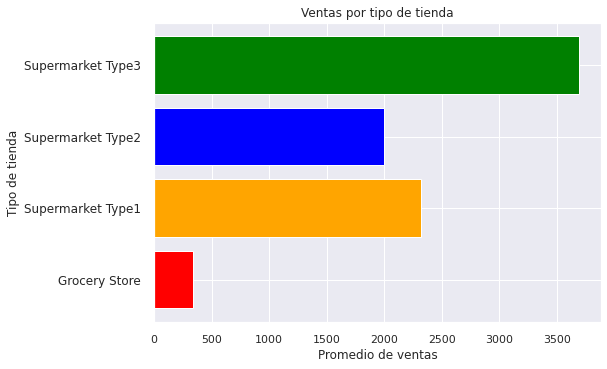 Ventas por tipo de tienda
Supermarket Type3
Supermarket Type2
Supermarket Type1
Grocery Store
Tipo de tienda
0 500 1000 1500 2000 2500 3000 3500
Promedio de ventas